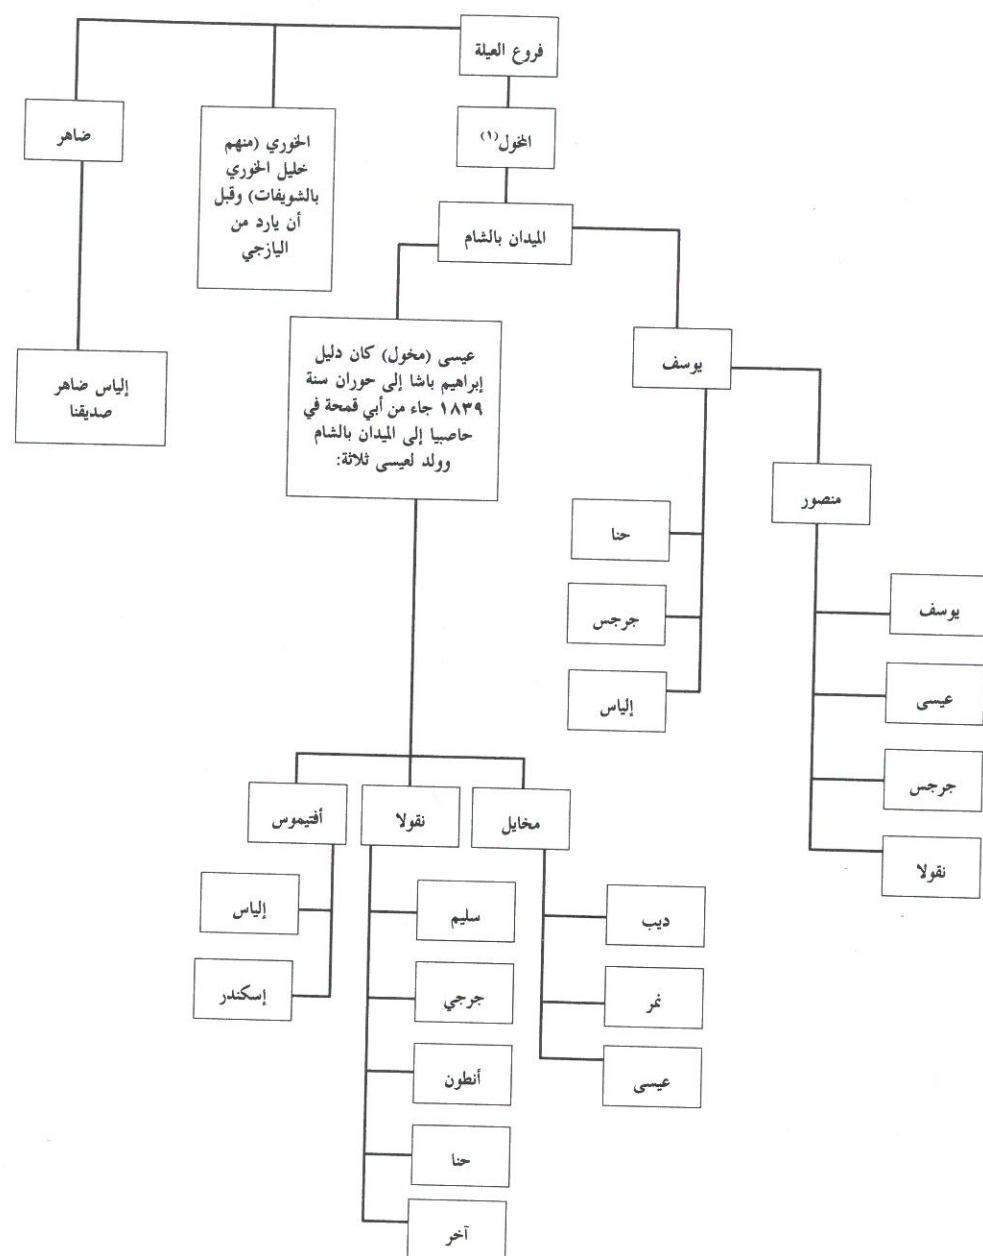 فروع العيلة
المخول (١)
ضاهر
الخوري (منهم
خليل الخوري
بالشويفات) وقبل
أن يارد من
اليازجي
الميدان بالشام
يوسف
عيسى (مخول) كان دليل
إبراهيم باشا إلى حوران سنة
١٨٣٩ جاء من أبي قمحة في
حاصبيا إلى الميدان بالشام
وولد لعيسى ثلاثة:
إلياس ضاهر
صديقنا
منصور
حنا
جرجس
إلياس
يوسف
عيسى
جرجس
نقولا
مخايل
نقولا
أفتيموس
ديب
نمر
عيسى
سليم
جرجي
أنطون
حنا
آخر
إلياس
إسكندر